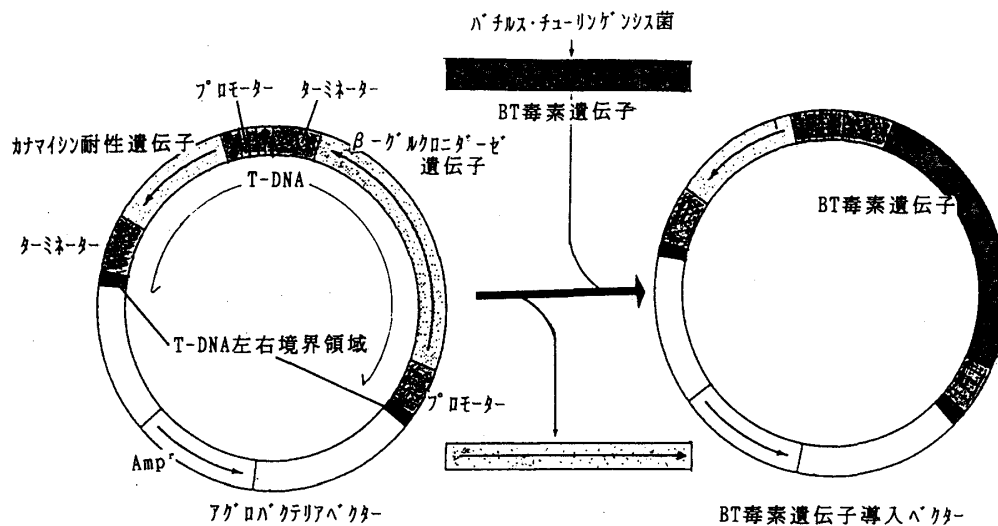 バチルス・チューリンゲンシス菌
プロモーター
ターミネーター
BT毒素遺伝子
カナマイシン耐性遺伝子
β-グルクロニダーゼ
遺伝子
T-DNA
BT毒素遺伝子
ターミネーター
T-DNA左右境界領域
プロモーター
Ampʳ
アグロバクテリアベクター
BT毒素遺伝子導入ベクター